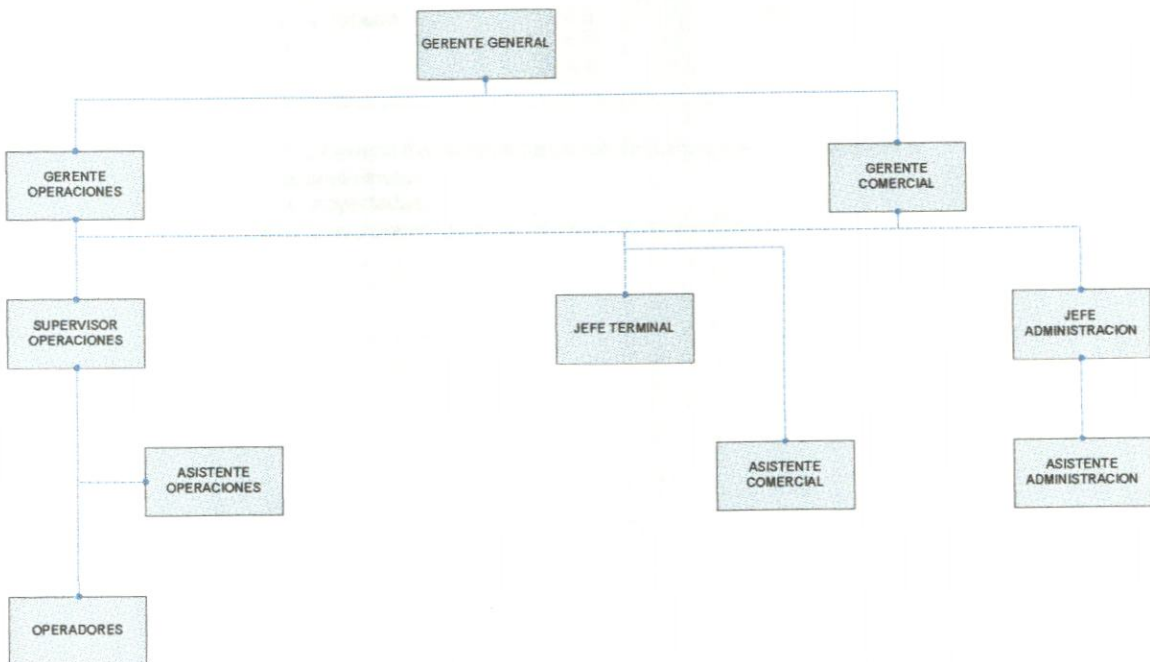 GERENTE GENERAL
GERENTE
OPERACIONES
GERENTE
COMERCIAL
SUPERVISOR
OPERACIONES
JEFE TERMINAL
JEFE
ADMINISTRACION
ASISTENTE
OPERACIONES
ASISTENTE
COMERCIAL
ASISTENTE
ADMINISTRACION
OPERADORES